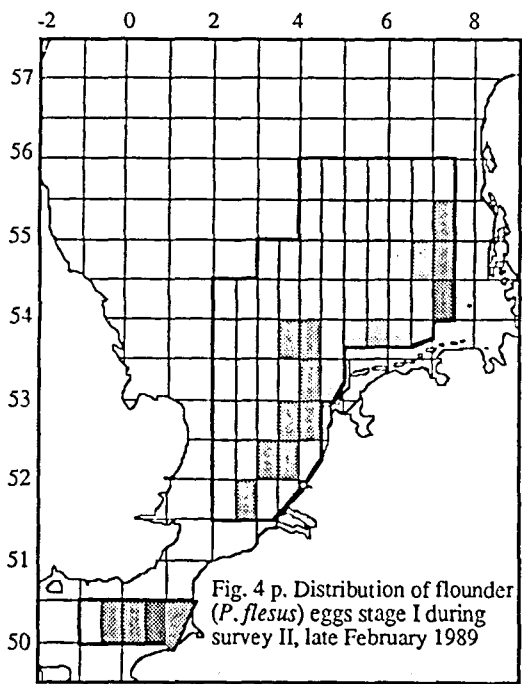 -2 0 2 4 6 8
57
56
55
54
53
52
51
50
Fig. 4 p. Distribution of flounder
(P. flesus) eggs stage I during
survey II, late February 1989